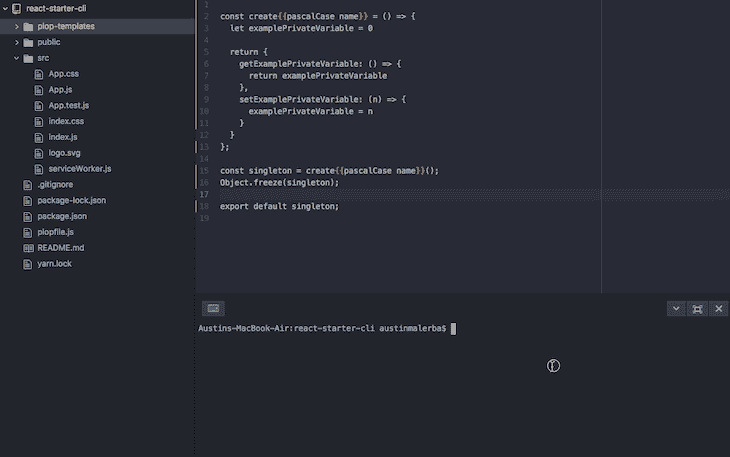 react-starter-cli
plop-templates
public
src
App.css
App.js
App.test.js
index.css
index.js
logo.svg
serviceWorker.js
.gitignore
package-lock.json
package.json
plopfile.js
README.md
yarn.lock
1
2 const create{{pascalCase name}} = () => {
3 let examplePrivateVariable = 0
4
5 return {
6 getExamplePrivateVariable: () => {
7 return examplePrivateVariable
8 },
9 setExamplePrivateVariable: (n) => {
10 examplePrivateVariable = n
11 }
12 }
13 };
14
15 const singleton = create{{pascalCase name}}();
16 Object.freeze(singleton);
17
18 export default singleton;
19
Austins-MacBook-Air:react-starter-cli austinmalerba$